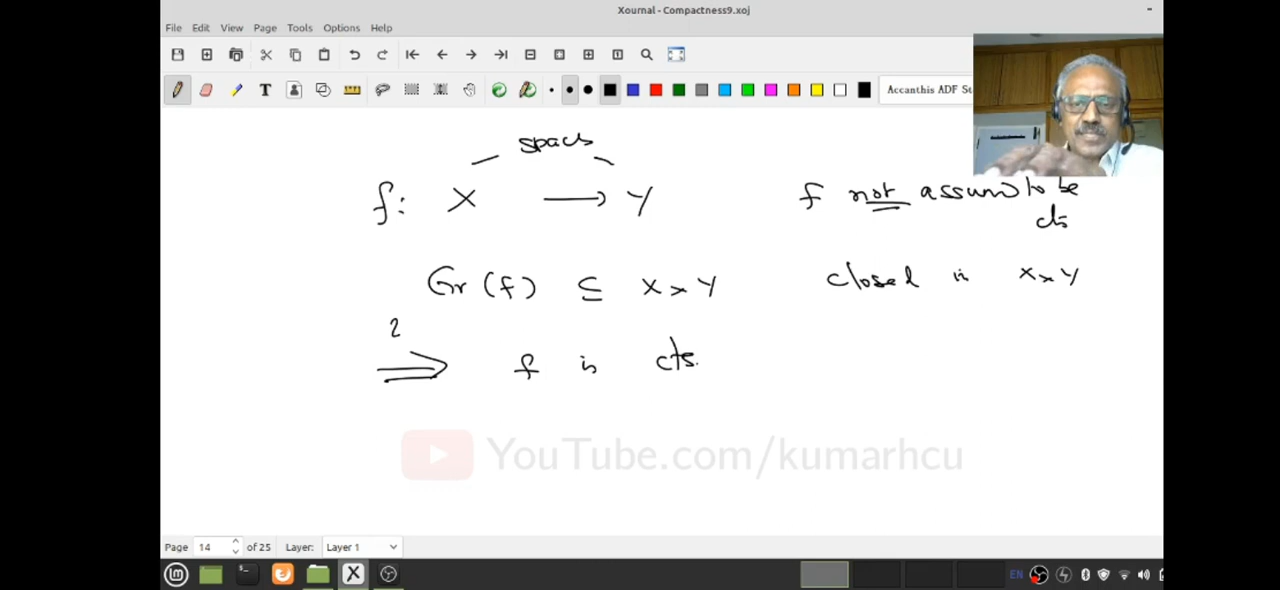 Xournal - Compactness9.xoj
File Edit View Page Tools Options Help
T Accanthis ADF St
spaces
f: X → Y f not assumed to be
cts
Gr (f) ⊆ X × Y closed in X × Y
?
⟹ f is cts.
YouTube.com/kumarhcu
Page 14 of 25 Layer: Layer 1
EN